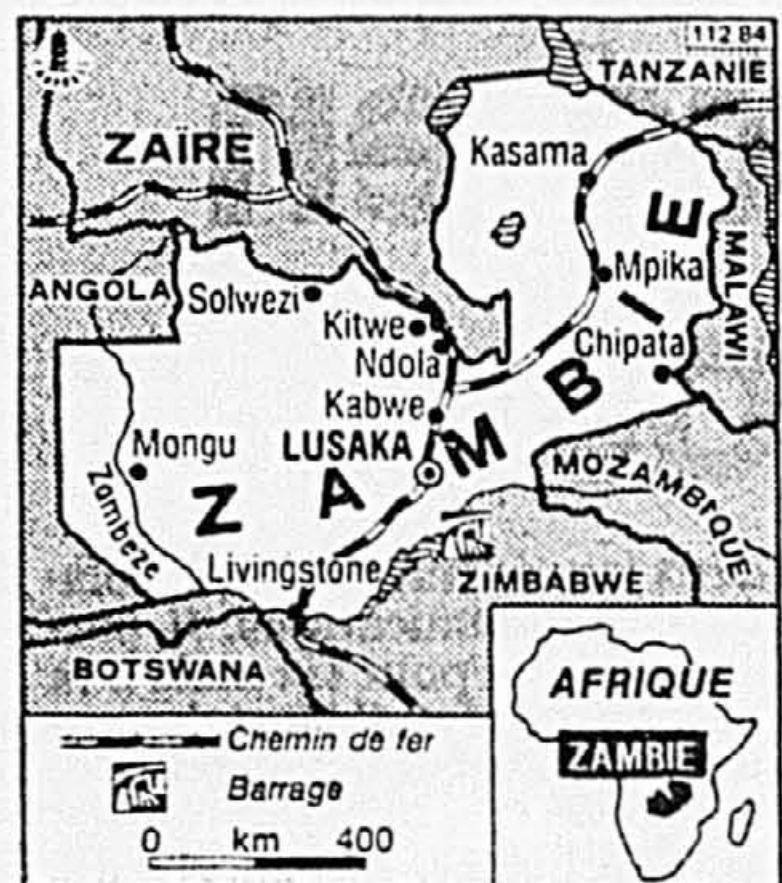 112 84
TANZANIE
ZAÏRE
Kasama
E
MALAWI
Mpika
ANGOLA
Solwezi
I
Kitwe
Ndola
Chipata
B
Kabwe
LUSAKA
M
Mongu
A
Z
MOZAMBIQUE
Zambeze
Livingstone
ZIMBABWE
BOTSWANA
AFRIQUE
ZAMBIE
Chemin de fer
Barrage
0 km 400